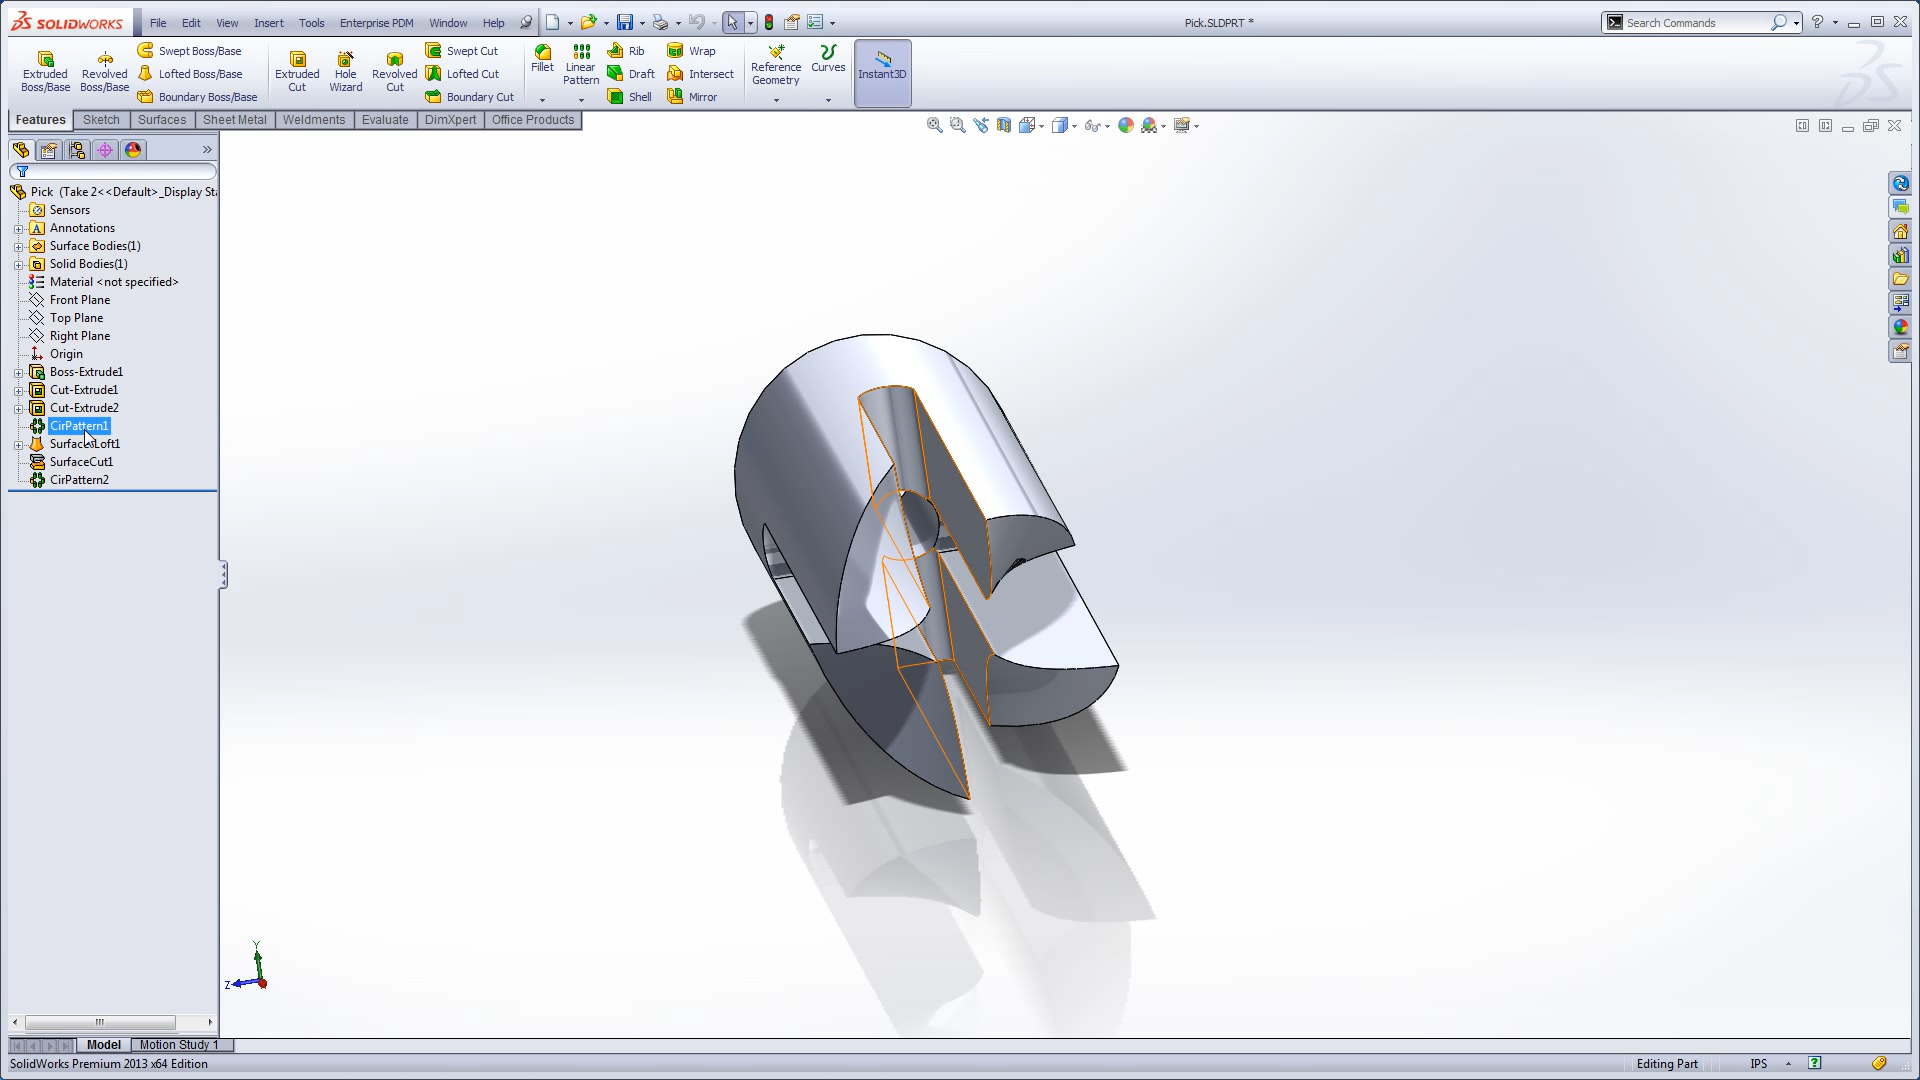 SOLIDWORKS File Edit View Insert Tools Enterprise PDM Window Help Pick.SLDPRT * Search Commands
Extruded Boss/Base
Revolved Boss/Base
Swept Boss/Base
Lofted Boss/Base
Boundary Boss/Base
Extruded Cut
Hole Wizard
Revolved Cut
Swept Cut
Lofted Cut
Boundary Cut
Fillet
Linear Pattern
Rib
Draft
Shell
Wrap
Intersect
Mirror
Reference Geometry
Curves
Instant3D
Features Sketch Surfaces Sheet Metal Weldments Evaluate DimXpert Office Products
Pick (Take 2<<Default>_Display Sta
Sensors
Annotations
Surface Bodies(1)
Solid Bodies(1)
Material <not specified>
Front Plane
Top Plane
Right Plane
Origin
Boss-Extrude1
Cut-Extrude1
Cut-Extrude2
CirPattern1
Surface-Loft1
SurfaceCut1
CirPattern2
Y
Z
Model Motion Study 1
SolidWorks Premium 2013 x64 Edition Editing Part IPS